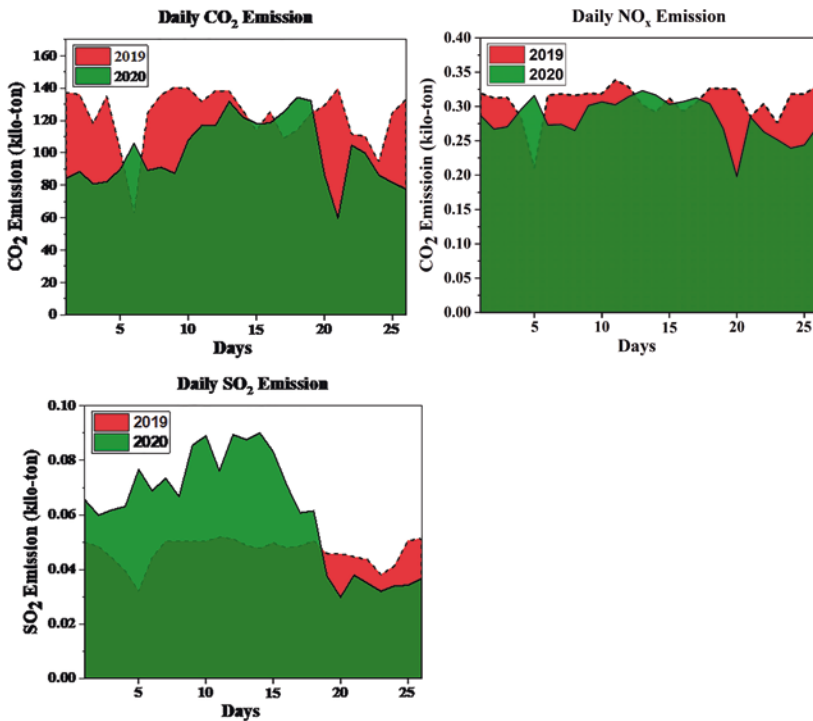 Daily CO₂ Emission
CO₂ Emission (kilo-ton)
160
140
120
100
80
60
40
20
0
2019
2020
5 10 15 20 25
Days
Daily NOₓ Emission
CO₂ Emissioin (kilo-ton)
0.40
0.35
0.30
0.25
0.20
0.15
0.10
0.05
0.00
2019
2020
5 10 15 20 25
Days
Daily SO₂ Emission
SO₂ Emission (kilo-ton)
0.10
0.08
0.06
0.04
0.02
0.00
2019
2020
5 10 15 20 25
Days